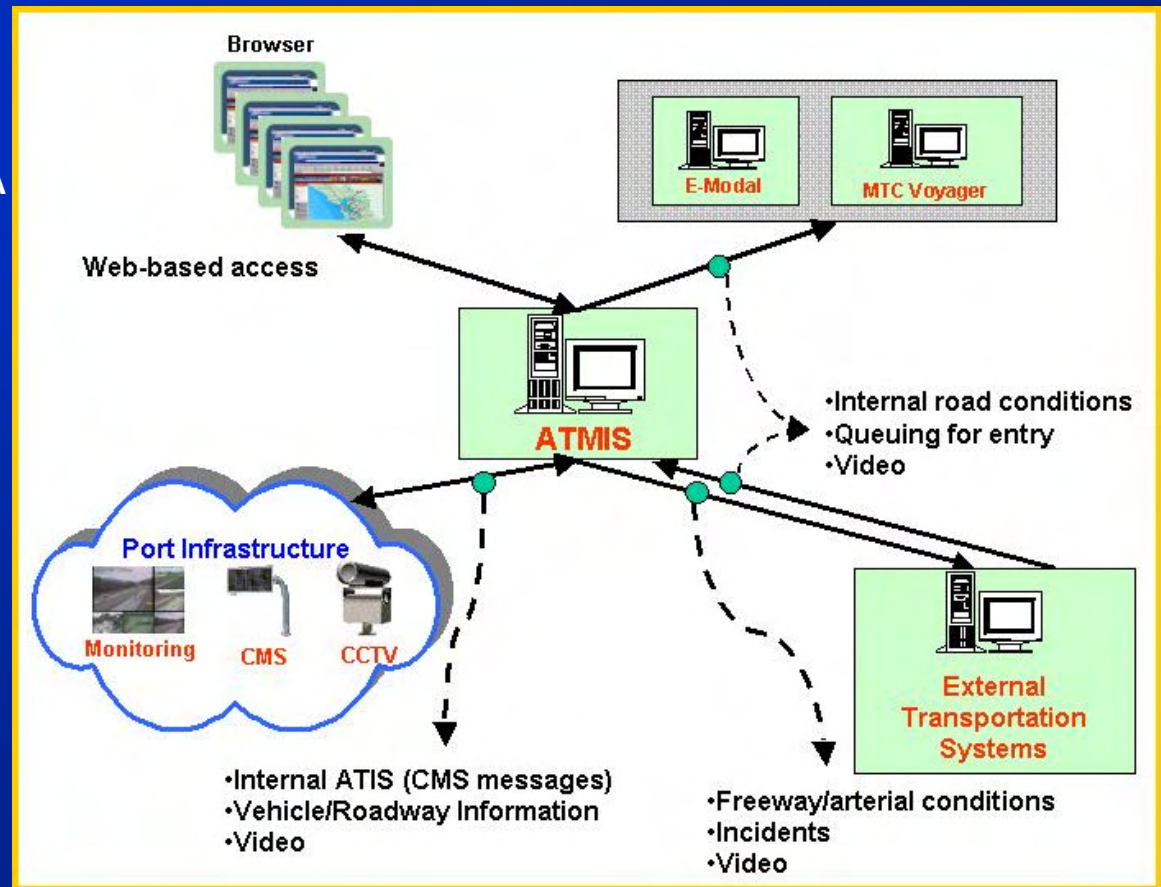 Browser
E-Modal
MTC Voyager
A
Web-based access
ATMIS
•Internal road conditions
•Queuing for entry
•Video
Port Infrastructure
Monitoring
CMS
CCTV
External
Transportation
Systems
•Internal ATIS (CMS messages)
•Vehicle/Roadway Information
•Video
•Freeway/arterial conditions
•Incidents
•Video